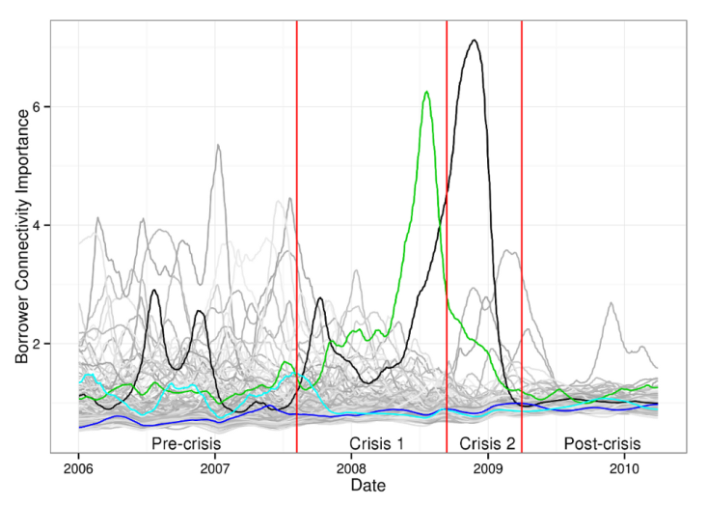 Borrower Connectivity Importance
6
4
2
Pre-crisis Crisis 1 Crisis 2 Post-crisis
2006 2007 2008 2009 2010
Date